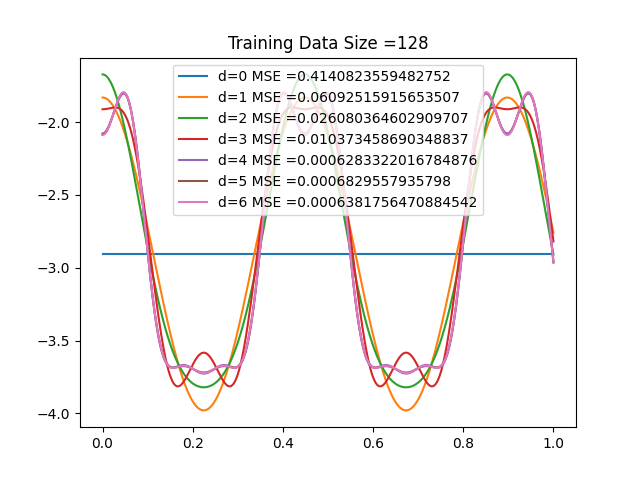 Training Data Size =128
d=0 MSE =0.4140823559482752
d=1 MSE =0.06092515915653507
d=2 MSE =0.026080364602909707
d=3 MSE =0.010373458690348837
d=4 MSE =0.0006283322016784876
d=5 MSE =0.0006829557935798
d=6 MSE =0.0006381756470884542
−2.0
−2.5
−3.0
−3.5
−4.0
0.0 0.2 0.4 0.6 0.8 1.0